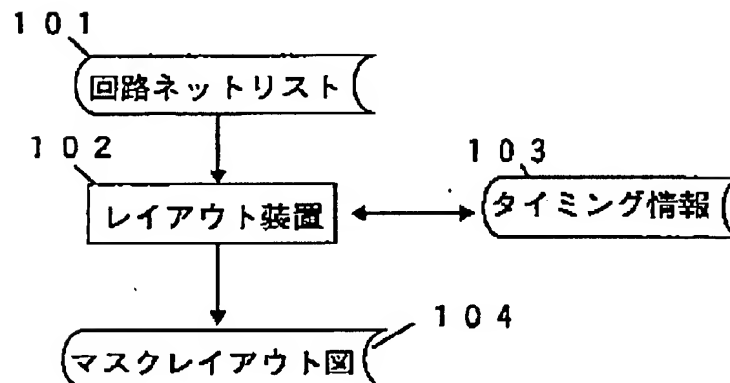 101
回路ネットリスト
102
レイアウト装置
103
タイミング情報
マスクレイアウト図
104